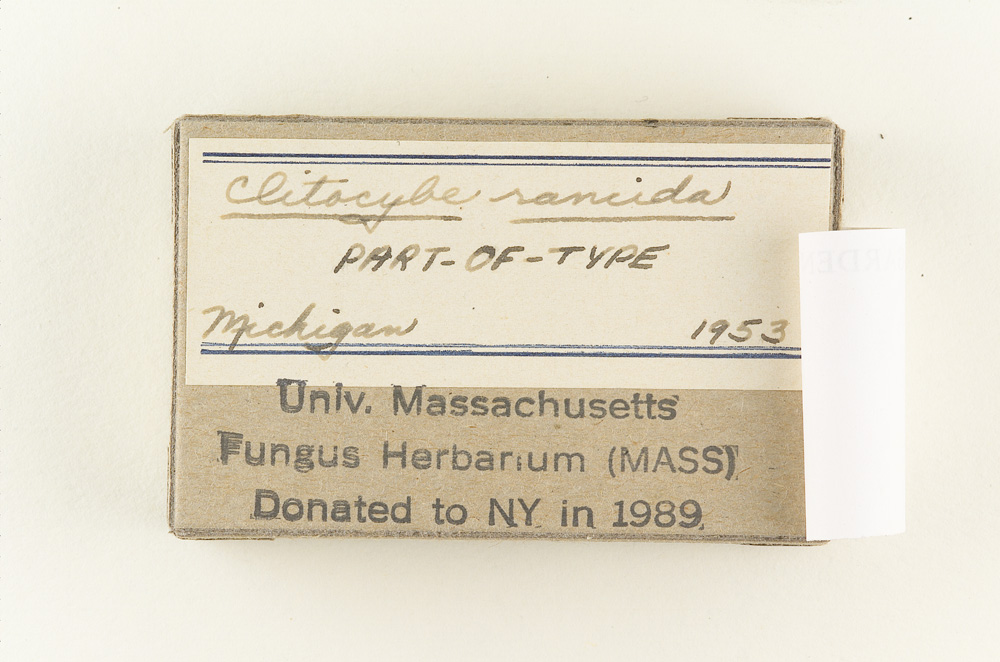 Clitocybe rancida
PART-OF-TYPE
Michigan 1953
Univ. Massachusetts
Fungus Herbarium (MASS)
Donated to NY in 1989